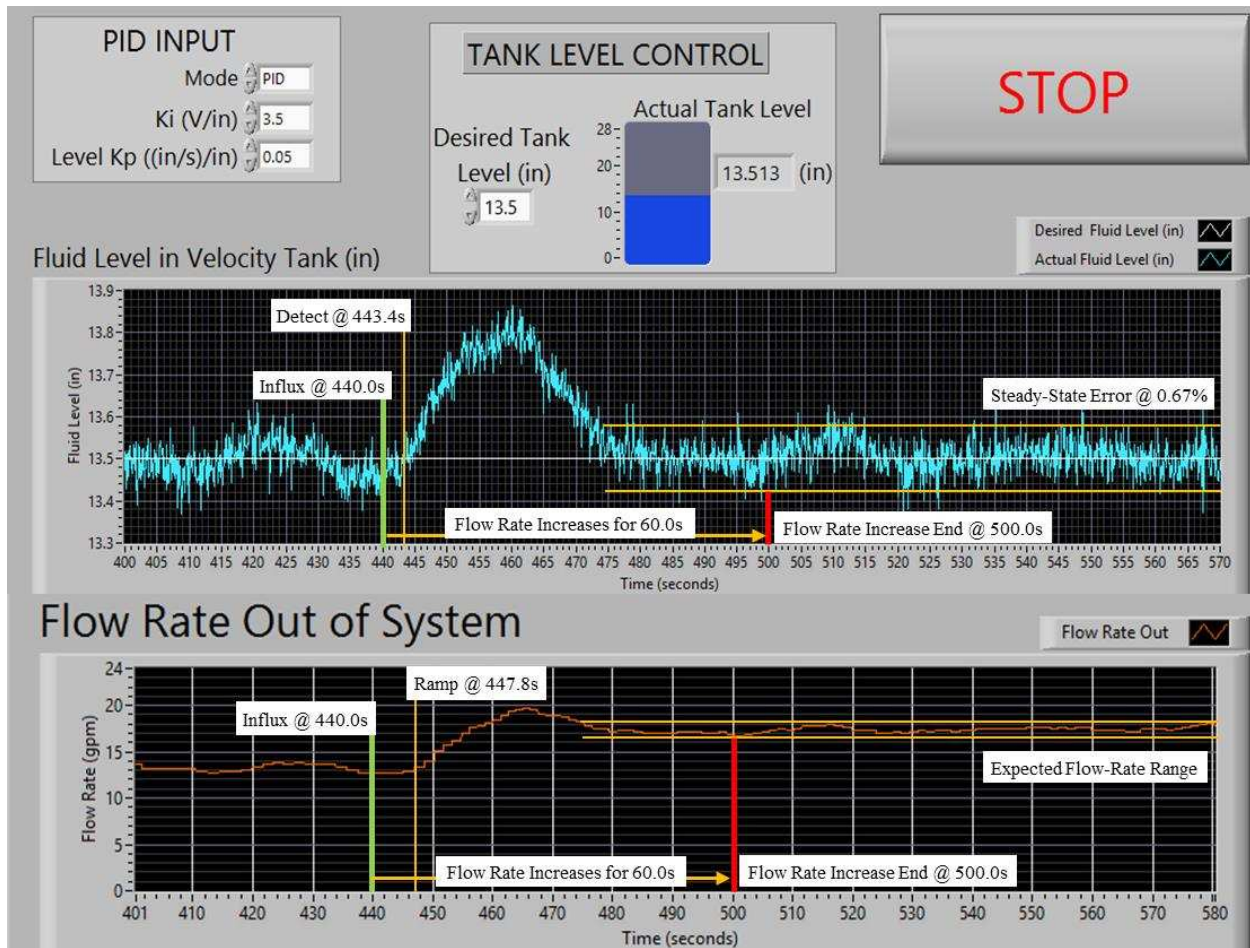 PID INPUT
Mode PID
Ki (V/in) 3.5
Level Kp ((in/s)/in) 0.05
TANK LEVEL CONTROL
Desired Tank
Level (in)
13.5
Actual Tank Level
28
20
10
0
13.513 (in)
STOP
Desired Fluid Level (in)
Actual Fluid Level (in)
Fluid Level in Velocity Tank (in)
13.9
13.8
13.7
13.6
13.5
13.4
13.3
Fluid Level (in)
Detect @ 443.4s
Influx @ 440.0s
Steady-State Error @ 0.67%
Flow Rate Increases for 60.0s
Flow Rate Increase End @ 500.0s
400 405 410 415 420 425 430 435 440 445 450 455 460 465 470 475 480 485 490 495 500 505 510 515 520 525 530 535 540 545 550 555 560 565 570
Time (seconds)
Flow Rate Out of System
Flow Rate Out
24
20
15
10
5
0
Flow Rate (gpm)
Ramp @ 447.8s
Influx @ 440.0s
Expected Flow-Rate Range
Flow Rate Increases for 60.0s
Flow Rate Increase End @ 500.0s
401 410 420 430 440 450 460 470 480 490 500 510 520 530 540 550 560 570 580
Time (seconds)